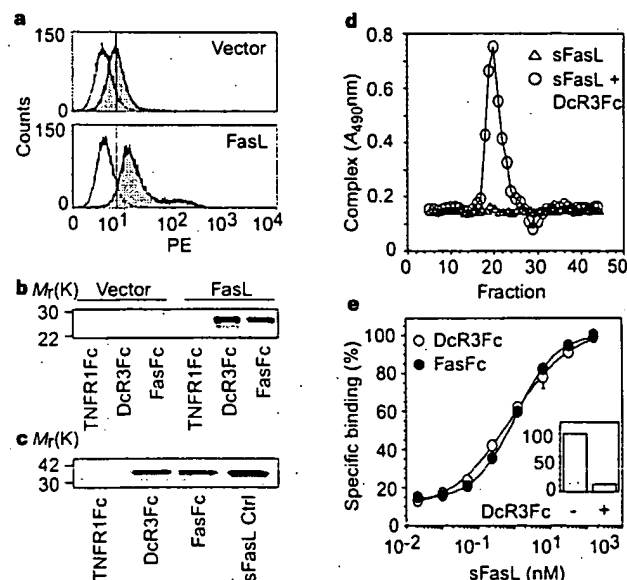 a
150
Vector
0
150
FasL
0
Counts
0 10¹ 10² 10³ 10⁴
PE
b Mr(K) Vector FasL
30
22
TNFR1Fc
DcR3Fc
FasFc
TNFR1Fc
DcR3Fc
FasFc
c Mr(K)
42
30
TNFR1Fc
DcR3Fc
FasFc
sFasL Ctrl
d
Complex (A490nm)
0.8
0.6
0.4
0.2
0
sFasL
sFasL +
DcR3Fc
0 10 20 30 40 50
Fraction
e
Specific binding (%)
100
80
60
40
20
0
DcR3Fc
FasFc
100
50
0
DcR3Fc - +
10⁻² 10⁻¹ 10¹ 10³
sFasL (nM)